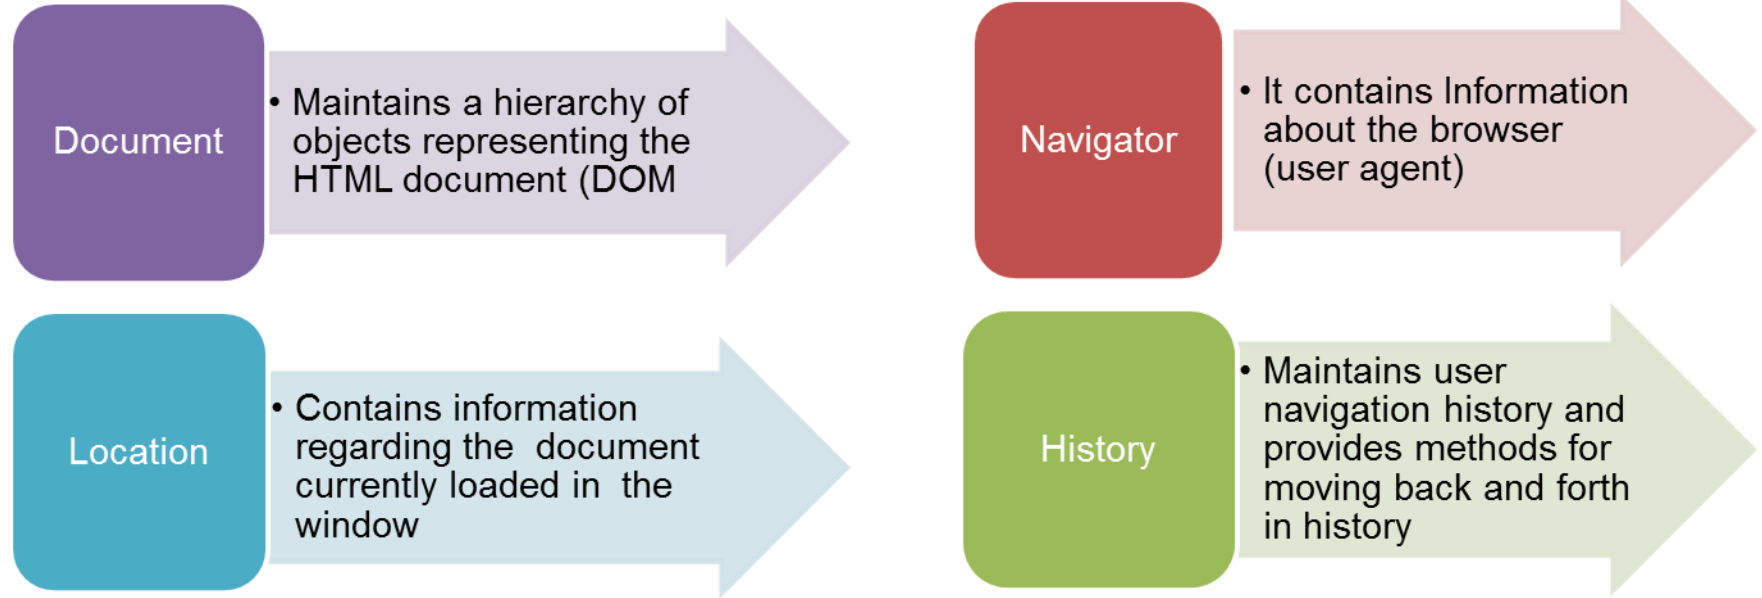 Document
• Maintains a hierarchy of
objects representing the
HTML document (DOM
Navigator
• It contains Information
about the browser
(user agent)
Location
• Contains information
regarding the  document
currently loaded in  the
window
History
• Maintains user
navigation history and
provides methods for
moving back and forth
in history